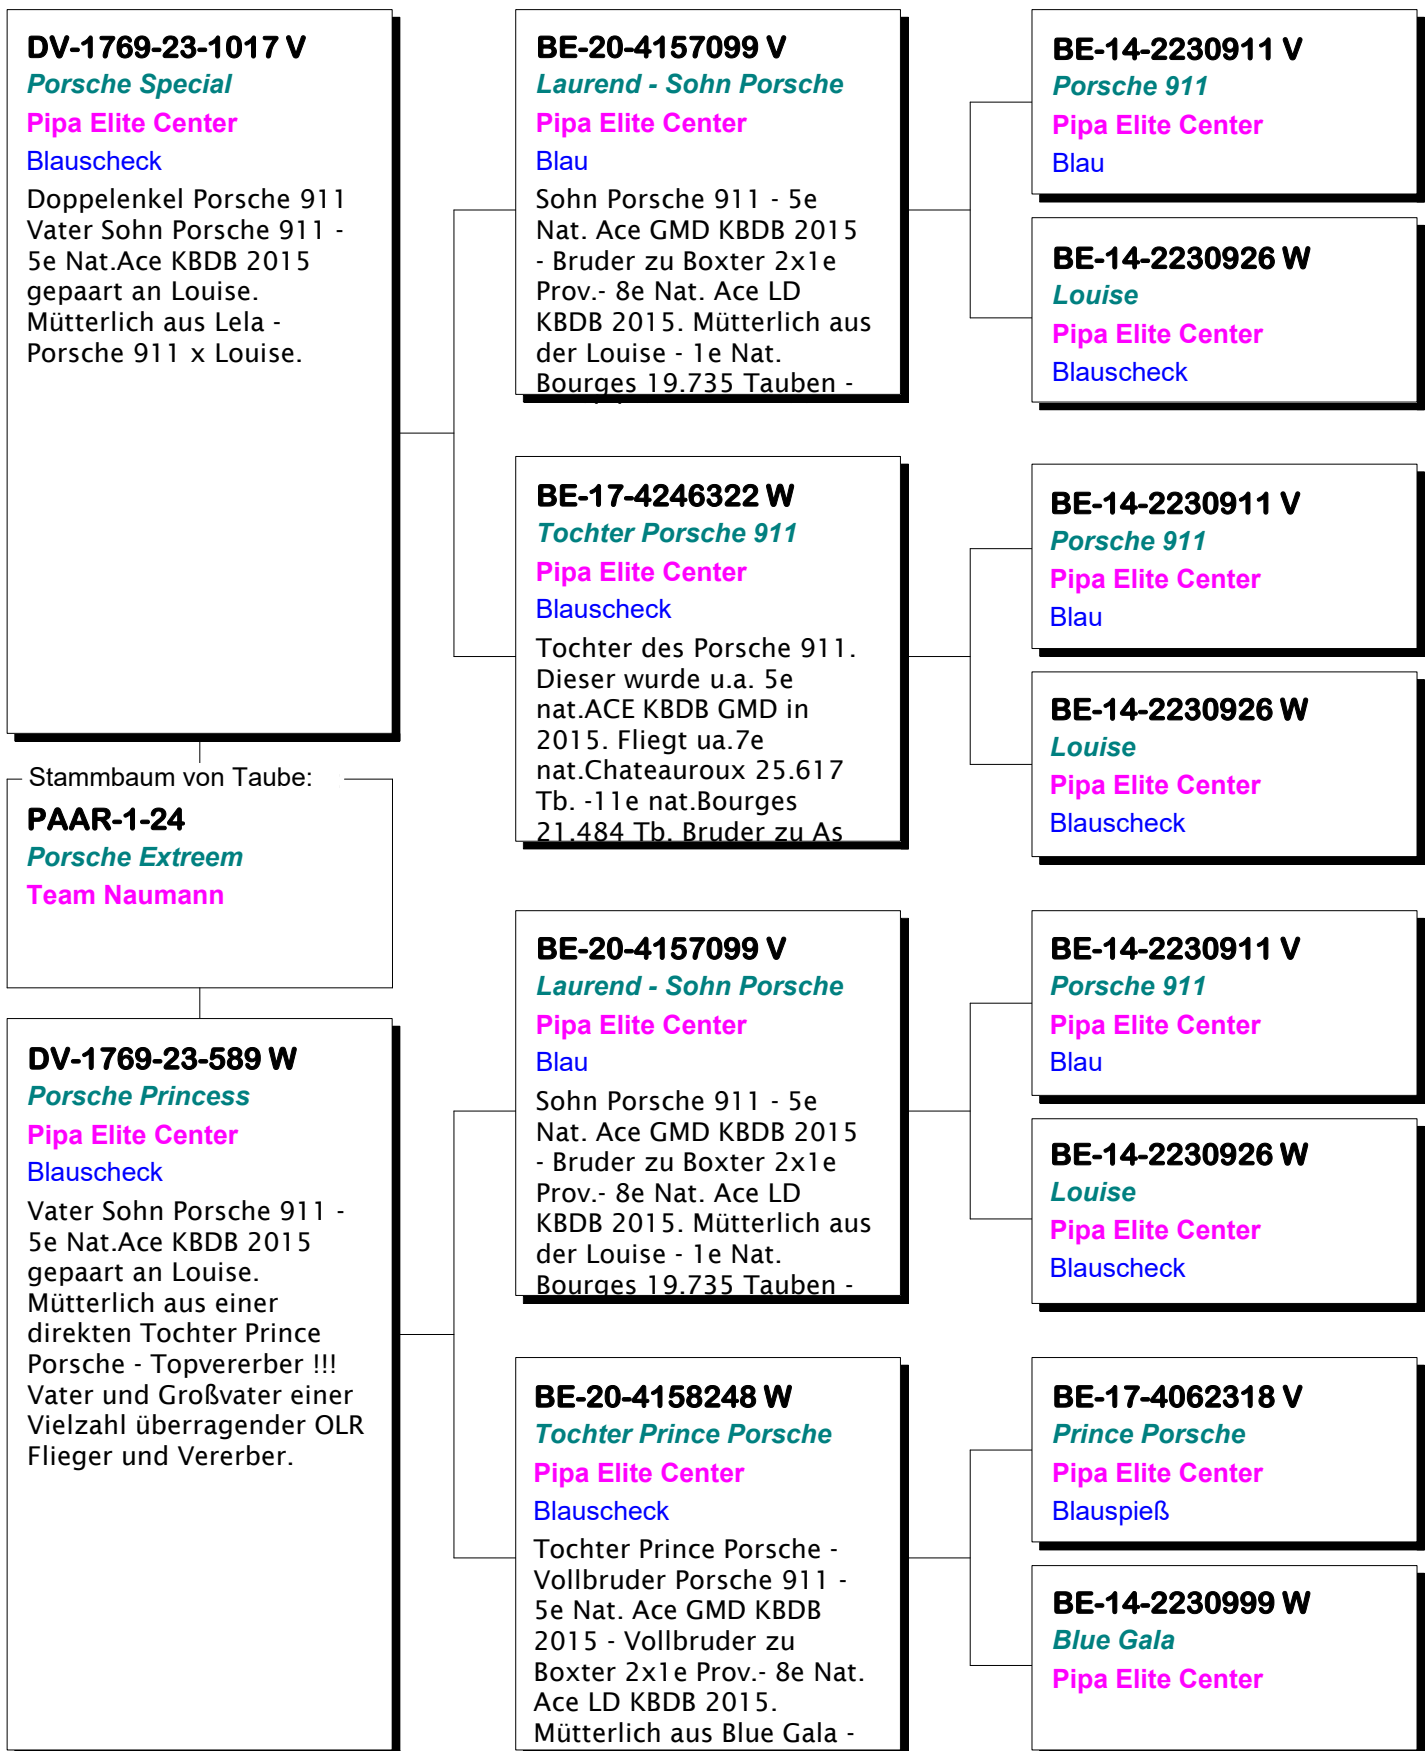 DV-1769-23-1017 V
Porsche Special
Pipa Elite Center
Blauscheck
Doppelenkel Porsche 911
Vater Sohn Porsche 911 -
5e Nat.Ace KBDB 2015
gepaart an Louise.
Mütterlich aus Lela -
Porsche 911 x Louise.
Stammbaum von Taube:
PAAR-1-24
Porsche Extreem
Team Naumann
DV-1769-23-589 W
Porsche Princess
Pipa Elite Center
Blauscheck
Vater Sohn Porsche 911 -
5e Nat.Ace KBDB 2015
gepaart an Louise.
Mütterlich aus einer
direkten Tochter Prince
Porsche - Topvererber !!!
Vater und Großvater einer
Vielzahl überragender OLR
Flieger und Vererber.
BE-20-4157099 V
Laurend - Sohn Porsche
Pipa Elite Center
Blau
Sohn Porsche 911 - 5e
Nat. Ace GMD KBDB 2015
- Bruder zu Boxter 2x1e
Prov.- 8e Nat. Ace LD
KBDB 2015. Mütterlich aus
der Louise - 1e Nat.
Bourges 19.735 Tauben -
BE-17-4246322 W
Tochter Porsche 911
Pipa Elite Center
Blauscheck
Tochter des Porsche 911.
Dieser wurde u.a. 5e
nat.ACE KBDB GMD in
2015. Fliegt ua.7e
nat.Chateauroux 25.617
Tb. -11e nat.Bourges
21.484 Tb. Bruder zu As
BE-20-4157099 V
Laurend - Sohn Porsche
Pipa Elite Center
Blau
Sohn Porsche 911 - 5e
Nat. Ace GMD KBDB 2015
- Bruder zu Boxter 2x1e
Prov.- 8e Nat. Ace LD
KBDB 2015. Mütterlich aus
der Louise - 1e Nat.
Bourges 19.735 Tauben -
BE-20-4158248 W
Tochter Prince Porsche
Pipa Elite Center
Blauscheck
Tochter Prince Porsche -
Vollbruder Porsche 911 -
5e Nat. Ace GMD KBDB
2015 - Vollbruder zu
Boxter 2x1e Prov.- 8e Nat.
Ace LD KBDB 2015.
Mütterlich aus Blue Gala -
BE-14-2230911 V
Porsche 911
Pipa Elite Center
Blau
BE-14-2230926 W
Louise
Pipa Elite Center
Blauscheck
BE-14-2230911 V
Porsche 911
Pipa Elite Center
Blau
BE-14-2230926 W
Louise
Pipa Elite Center
Blauscheck
BE-14-2230911 V
Porsche 911
Pipa Elite Center
Blau
BE-14-2230926 W
Louise
Pipa Elite Center
Blauscheck
BE-17-4062318 V
Prince Porsche
Pipa Elite Center
Blauspieß
BE-14-2230999 W
Blue Gala
Pipa Elite Center